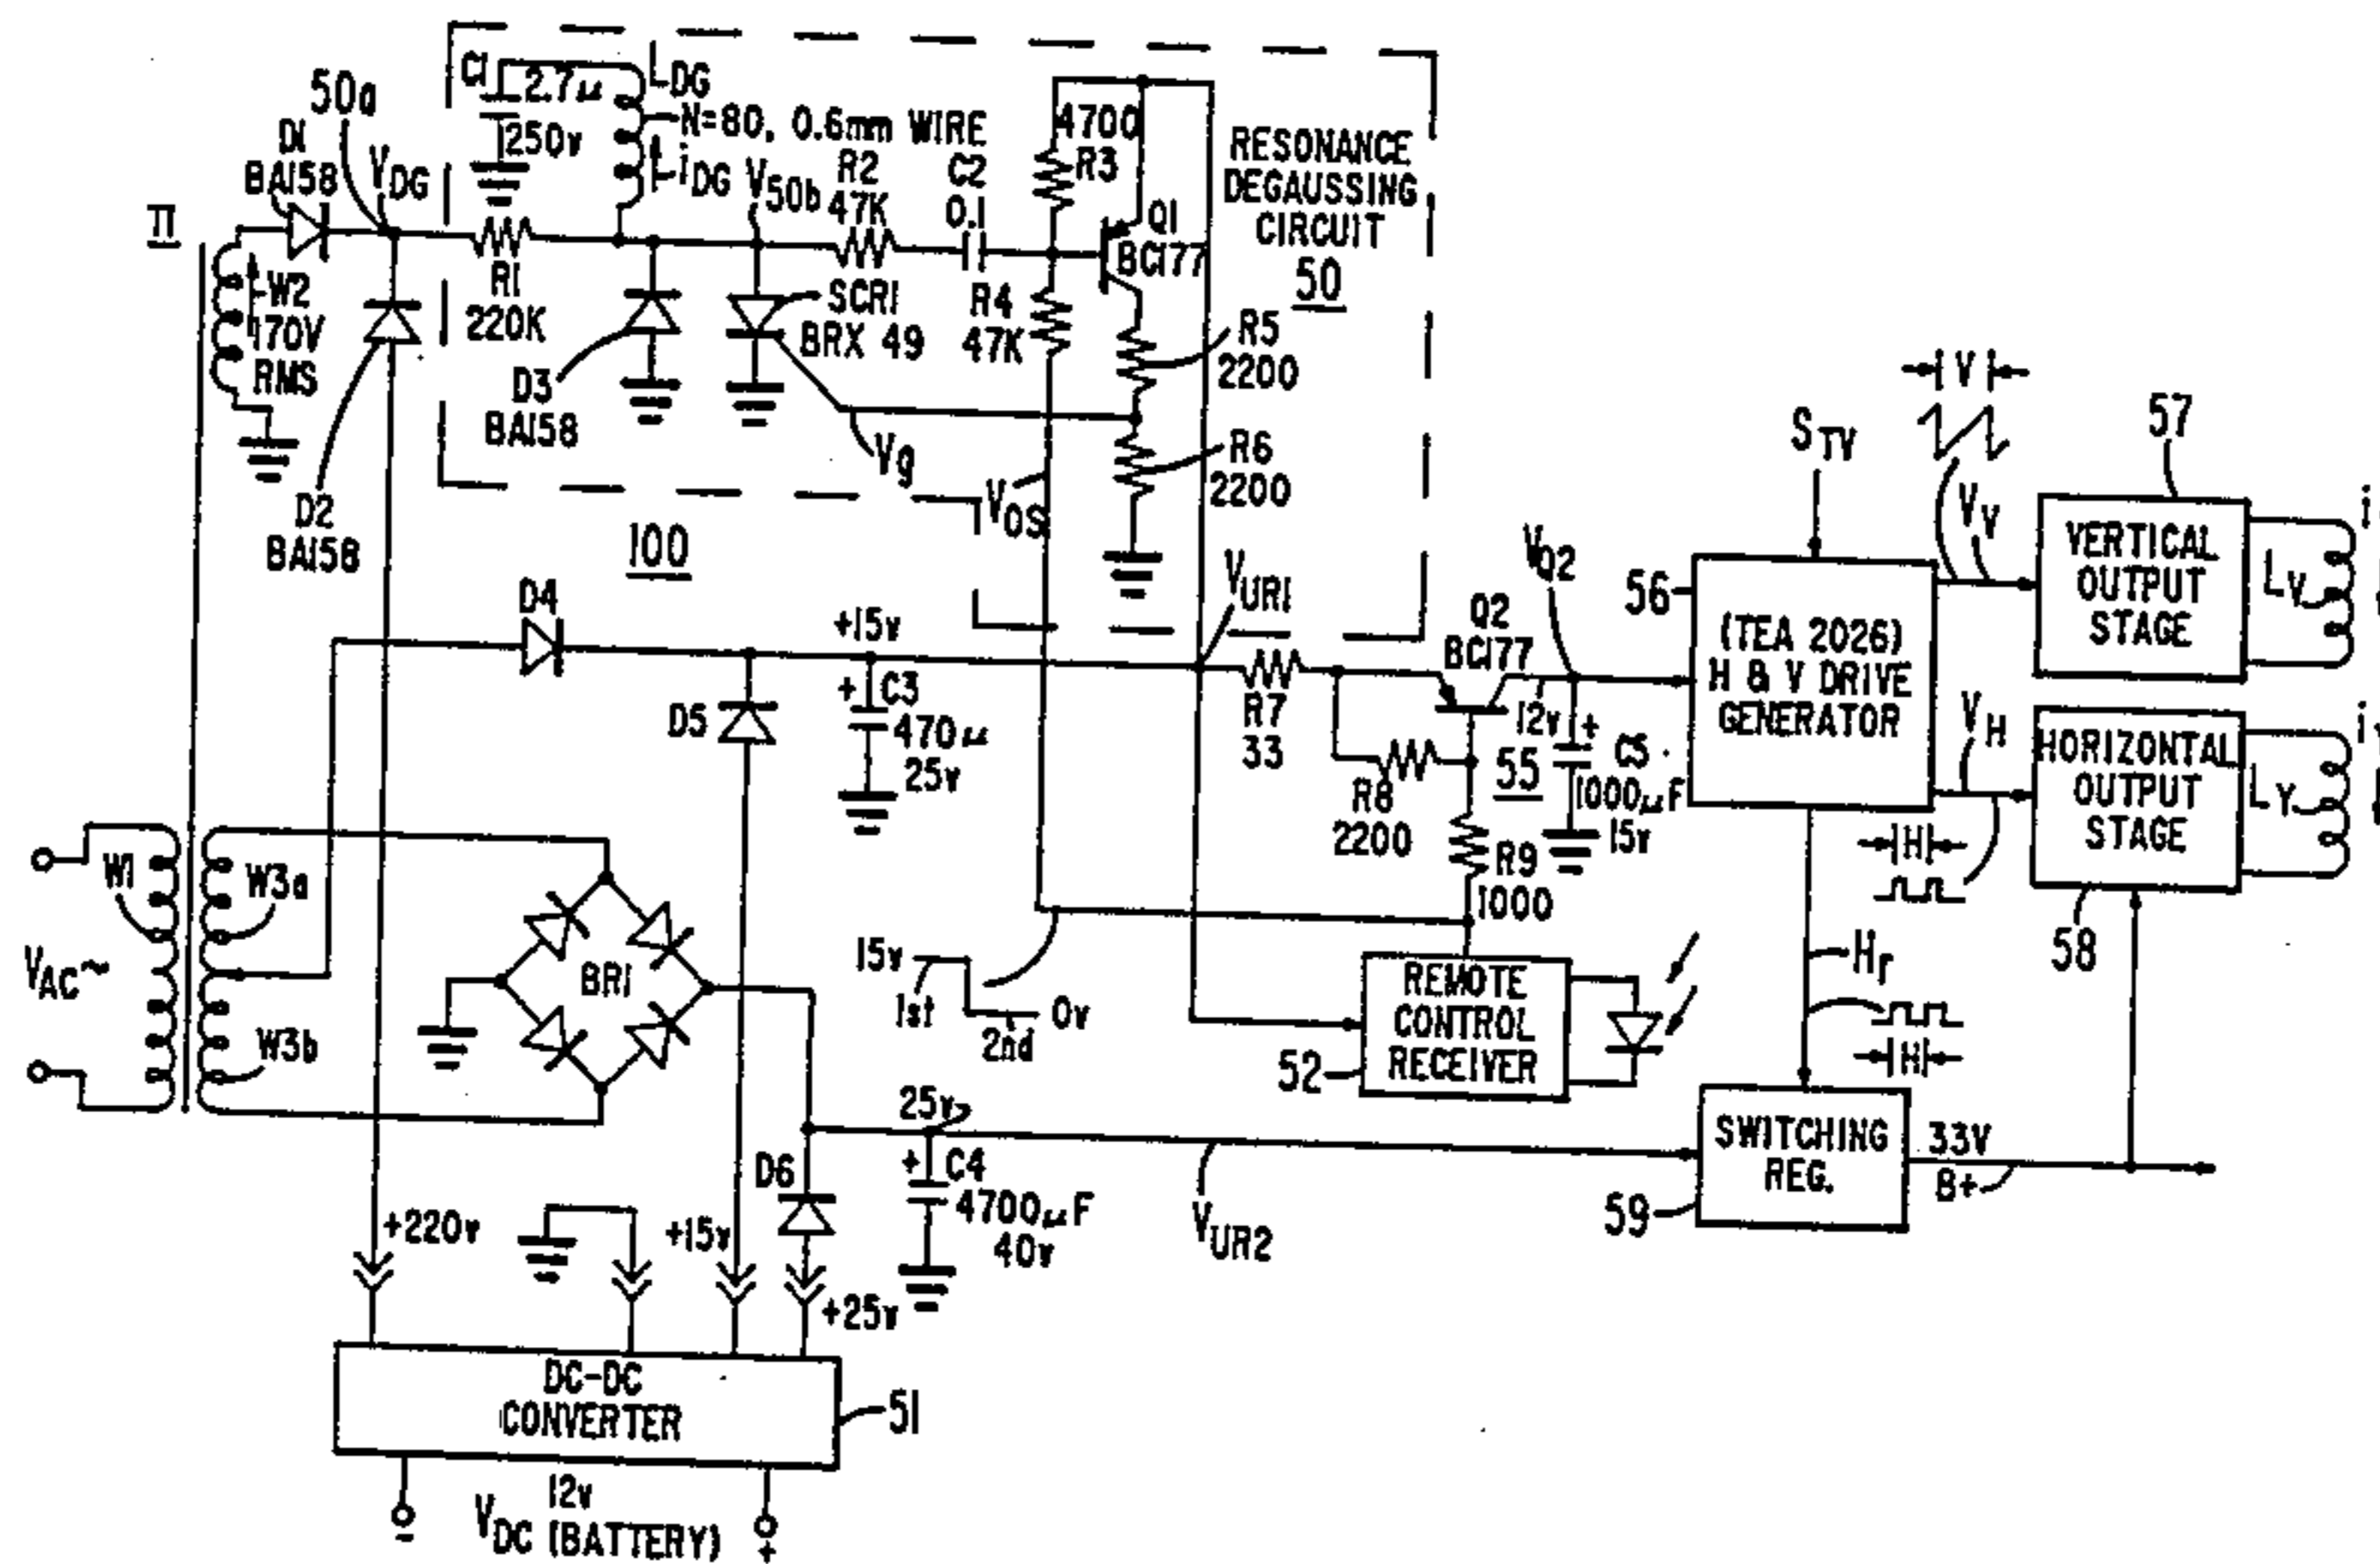 C1
2.7µ
250v
LDG
N=80, 0.6mm WIRE
iDG
50a
D1
BA158
VDG
T1
W2
170V
RMS
R1
220K
D2
BA158
D3
BA158
V50b
R2
47K
C2
0.1
SCR1
BRX 49
4700
R3
R4
47K
Q1
BC177
RESONANCE
DEGAUSSING
CIRCUIT
50
R5
2200
R6
2200
Vg
VOS
100
D4
+15v
D5
+
C3
470µ
25v
VUR1
R7
33
Q2
BC177
VQ2
12v
+
55
C5
1000µF
15v
R8
2200
R9
1000
STV
56
(TEA 2026)
H & V DRIVE
GENERATOR
V
VV
57
VERTICAL
OUTPUT
STAGE
LV
i
VH
H
HORIZONTAL
OUTPUT
STAGE
58
LY
i
Hr
H
W1
VAC~
W3a
W3b
BR1
15v
1st
2nd
0v
REMOTE
CONTROL
RECEIVER
52
25v
+
C4
4700µF
40v
D6
VUR2
SWITCHING
REG.
59
33V
B+
+220v
+15v
+25v
DC-DC
CONVERTER
51
-
12v
VDC (BATTERY)
+